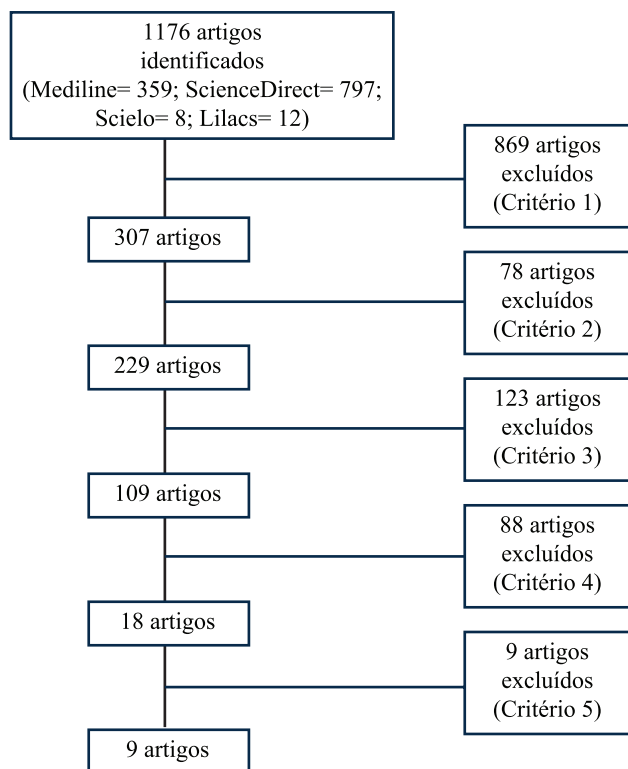 1176 artigos
identificados
(Mediline= 359; ScienceDirect= 797;
Scielo= 8; Lilacs= 12)
869 artigos
excluídos
(Critério 1)
307 artigos
78 artigos
excluídos
(Critério 2)
229 artigos
123 artigos
excluídos
(Critério 3)
109 artigos
88 artigos
excluídos
(Critério 4)
18 artigos
9 artigos
excluídos
(Critério 5)
9 artigos